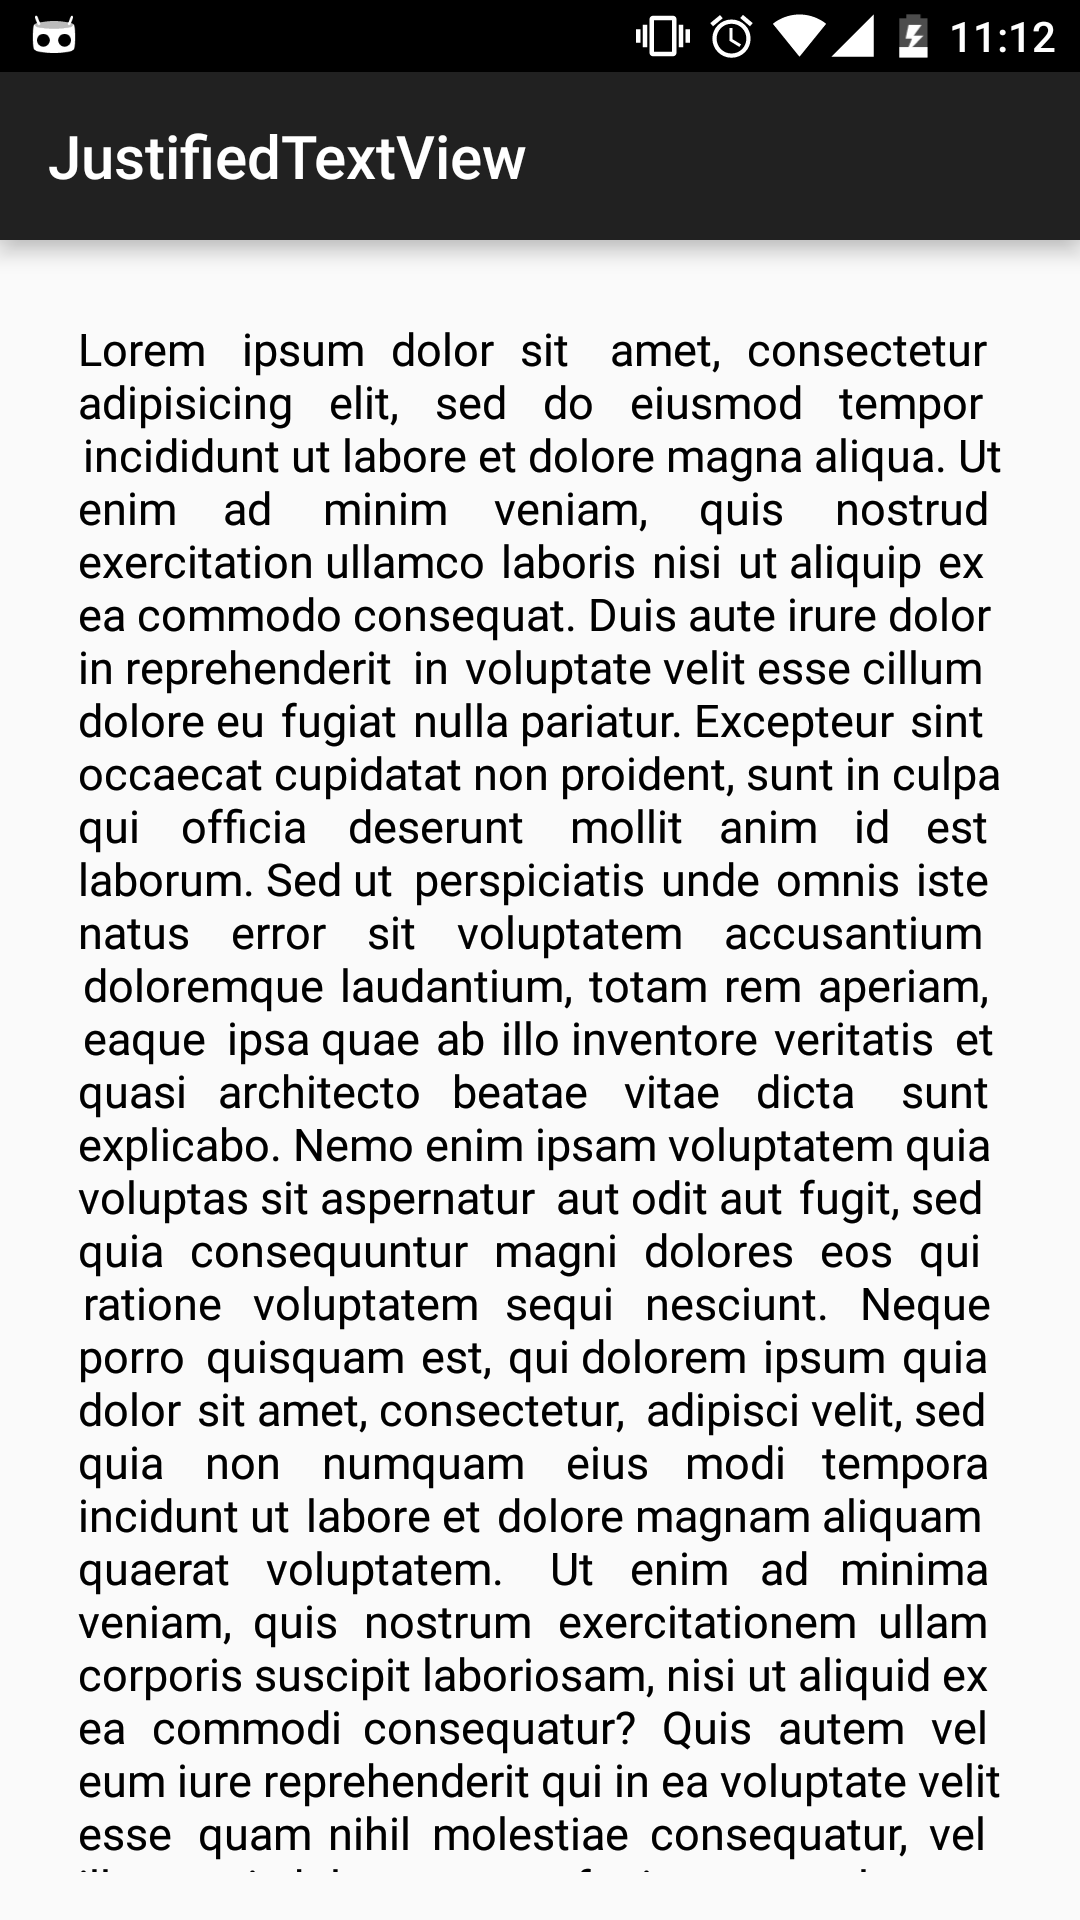 11:12
JustifiedTextView
Lorem ipsum dolor sit amet, consectetur
adipisicing elit, sed do eiusmod tempor
incididunt ut labore et dolore magna aliqua. Ut
enim ad minim veniam, quis nostrud
exercitation ullamco laboris nisi ut aliquip ex
ea commodo consequat. Duis aute irure dolor
in reprehenderit in voluptate velit esse cillum
dolore eu fugiat nulla pariatur. Excepteur sint
occaecat cupidatat non proident, sunt in culpa
qui officia deserunt mollit anim id est
laborum. Sed ut perspiciatis unde omnis iste
natus error sit voluptatem accusantium
doloremque laudantium, totam rem aperiam,
eaque ipsa quae ab illo inventore veritatis et
quasi architecto beatae vitae dicta sunt
explicabo. Nemo enim ipsam voluptatem quia
voluptas sit aspernatur aut odit aut fugit, sed
quia consequuntur magni dolores eos qui
ratione voluptatem sequi nesciunt. Neque
porro quisquam est, qui dolorem ipsum quia
dolor sit amet, consectetur, adipisci velit, sed
quia non numquam eius modi tempora
incidunt ut labore et dolore magnam aliquam
quaerat voluptatem. Ut enim ad minima
veniam, quis nostrum exercitationem ullam
corporis suscipit laboriosam, nisi ut aliquid ex
ea commodi consequatur? Quis autem vel
eum iure reprehenderit qui in ea voluptate velit
esse quam nihil molestiae consequatur, vel